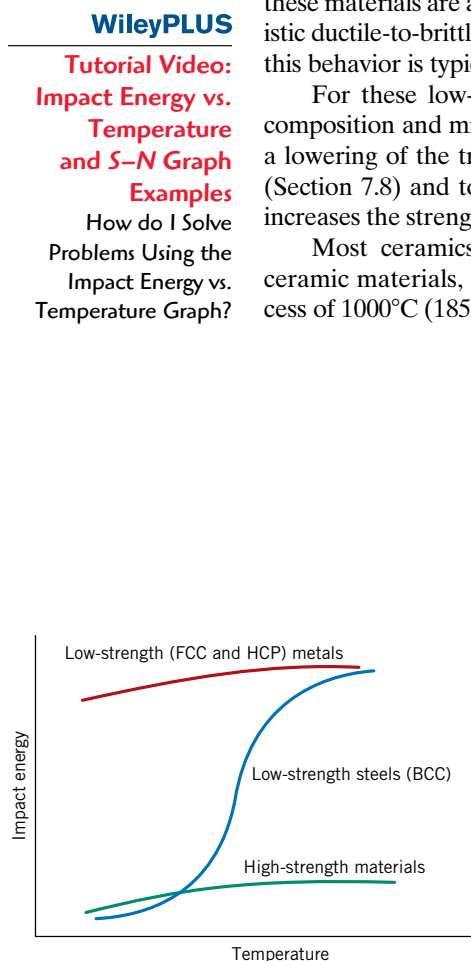 WileyPLUS
Tutorial Video:
Impact Energy vs.
Temperature
and S–N Graph
Examples
How do I Solve
Problems Using the
Impact Energy vs.
Temperature Graph?
these materials are a
istic ductile-to-brittl
this behavior is typic
For these low-
composition and mi
a lowering of the tr
(Section 7.8) and to
increases the streng
Most ceramics
ceramic materials,
cess of 1000°C (185
Low-strength (FCC and HCP) metals
Low-strength steels (BCC)
High-strength materials
Impact energy
Temperature